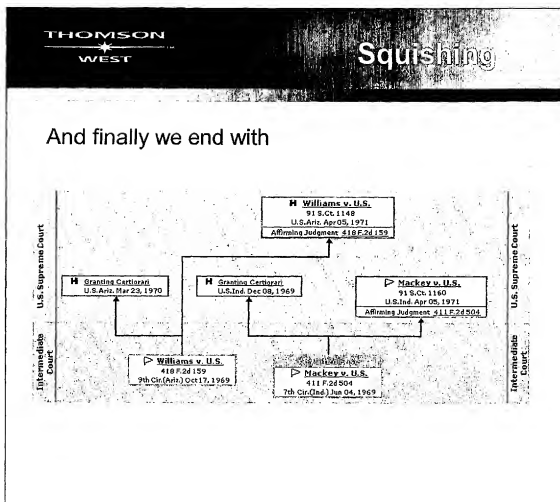 THOMSON
WEST
Squishing
And finally we end with
U.S. Supreme Court
H Williams v. U.S.
91 S.Ct. 1148
U.S.Ariz. Apr 05, 1971
Affirming Judgment 418 F.2d 159
H Granting Certiorari
U.S.Ariz. Mar 23, 1970
H Granting Certiorari
U.S.Ind. Dec 08, 1969
Mackey v. U.S.
91 S.Ct. 1160
U.S.Ind. Apr 05, 1971
Affirming Judgment 411 F.2d 504
U.S. Supreme Court
Intermediate
Court
Williams v. U.S.
418 F.2d 159
9th Cir.(Ariz.) Oct 17, 1969
Mackey v. U.S.
411 F.2d 504
7th Cir.(Ind.) Jun 04, 1969
Intermediate
Court